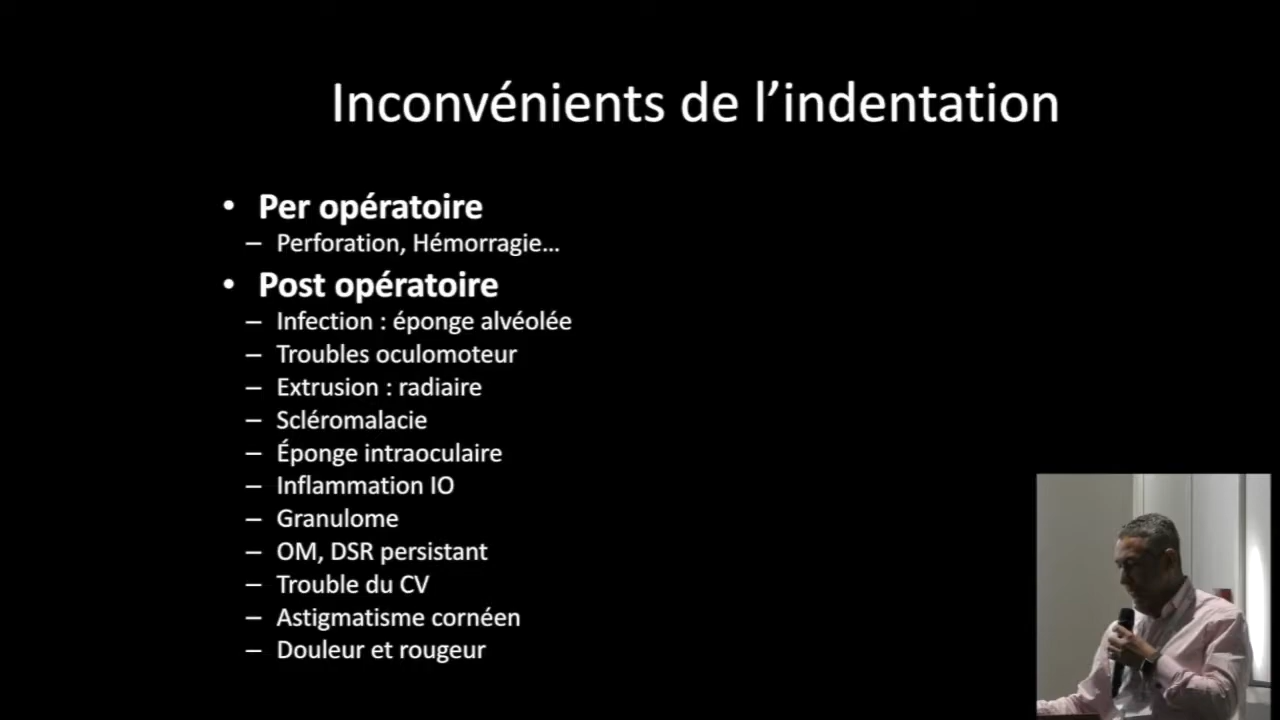 Inconvénients de l’indentation
• Per opératoire
– Perforation, Hémorragie...
• Post opératoire
– Infection : éponge alvéolée
– Troubles oculomoteur
– Extrusion : radiaire
– Scléromalacie
– Éponge intraoculaire
– Inflammation IO
– Granulome
– OM, DSR persistant
– Trouble du CV
– Astigmatisme cornéen
– Douleur et rougeur